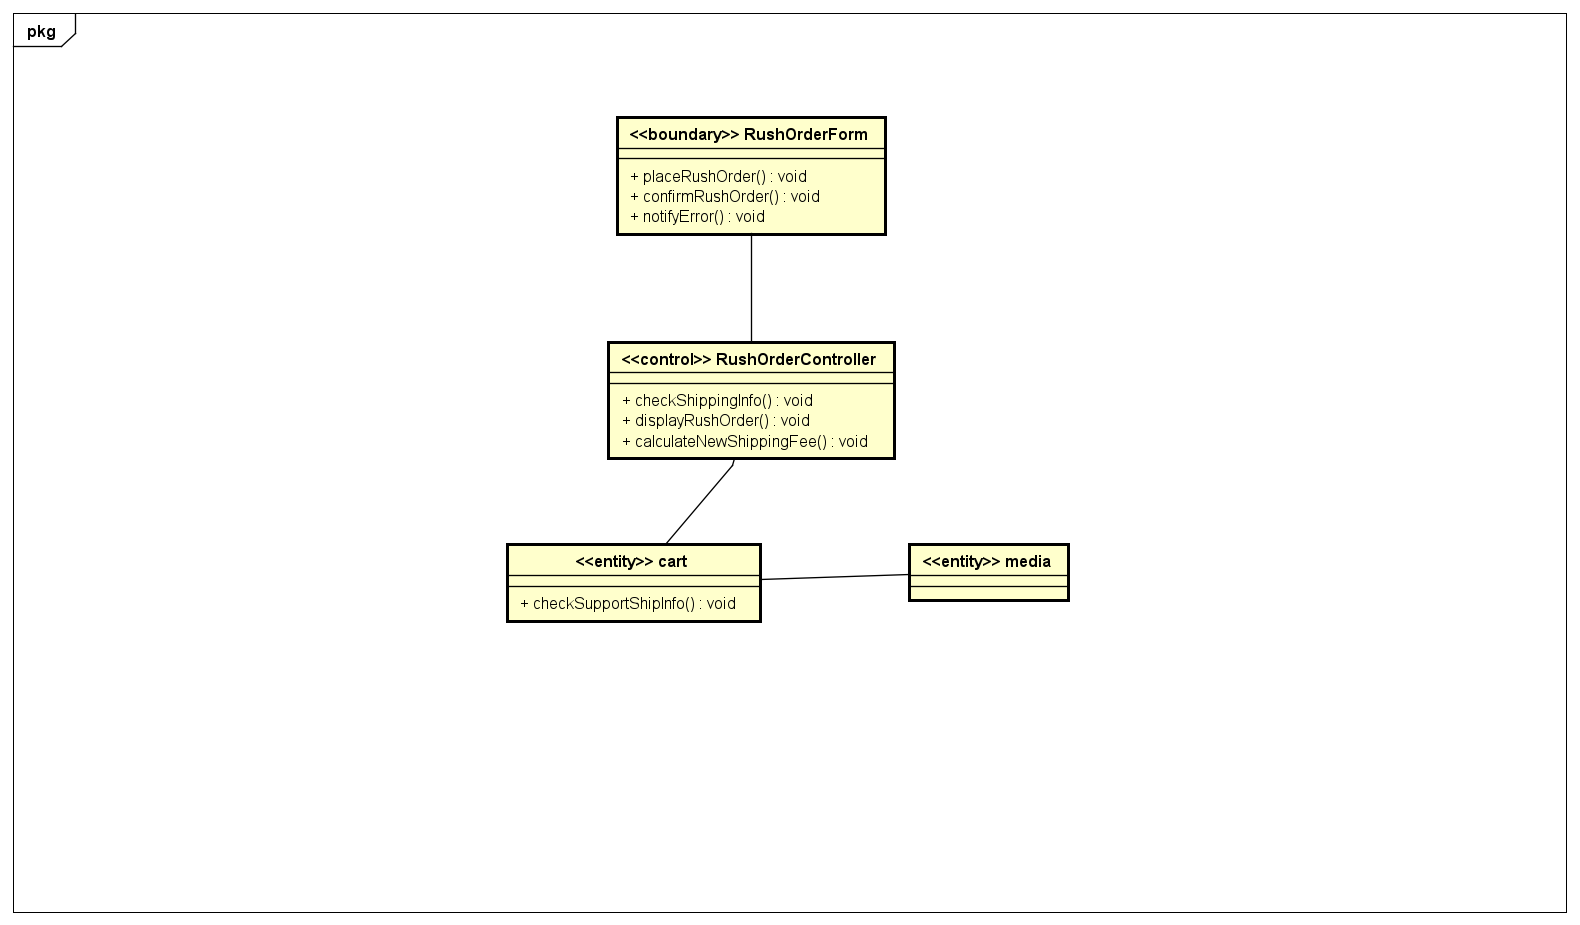 pkg
<<boundary>> RushOrderForm
+ placeRushOrder() : void
+ confirmRushOrder() : void
+ notifyError() : void
<<control>> RushOrderController
+ checkShippingInfo() : void
+ displayRushOrder() : void
+ calculateNewShippingFee() : void
<<entity>> cart
+ checkSupportShipInfo() : void
<<entity>> media